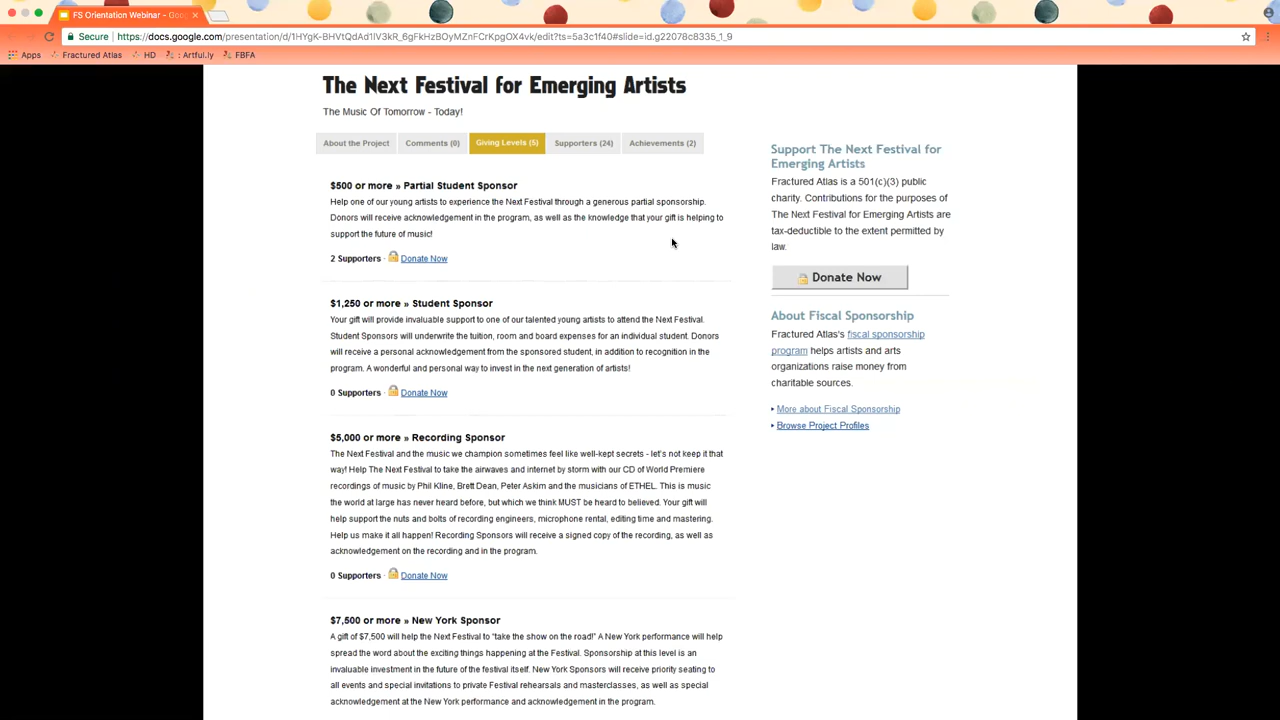 FS Orientation Webinar - Goo
Secure
https://docs.google.com/presentation/d/1HYgK-BHVtQdAd1IV3kR_6gFkHzBOyMZnFCrKpgOX4vk/edit?ts=5a3c1f40#slide=id.g22078c8335_1_9
Apps
Fractured Atlas
HD
: Artful.ly
FBFA
The Next Festival for Emerging Artists
The Music Of Tomorrow - Today!
About the Project
Comments (0)
Giving Levels (5)
Supporters (24)
Achievements (2)
$500 or more » Partial Student Sponsor
Help one of our young artists to experience the Next Festival through a generous partial sponsorship.
Donors will receive acknowledgement in the program, as well as the knowledge that your gift is helping to
support the future of music!
2 Supporters · Donate Now
$1,250 or more » Student Sponsor
Your gift will provide invaluable support to one of our talented young artists to attend the Next Festival.
Student Sponsors will underwrite the tuition, room and board expenses for an individual student. Donors
will receive a personal acknowledgement from the sponsored student, in addition to recognition in the
program. A wonderful and personal way to invest in the next generation of artists!
0 Supporters · Donate Now
$5,000 or more » Recording Sponsor
The Next Festival and the music we champion sometimes feel like well-kept secrets - let's not keep it that
way! Help The Next Festival to take the airwaves and internet by storm with our CD of World Premiere
recordings of music by Phil Kline, Brett Dean, Peter Askim and the musicians of ETHEL. This is music
the world at large has never heard before, but which we think MUST be heard to believed. Your gift will
help support the nuts and bolts of recording engineers, microphone rental, editing time and mastering.
Help us make it all happen! Recording Sponsors will receive a signed copy of the recording, as well as
acknowledgement on the recording and in the program.
0 Supporters · Donate Now
$7,500 or more » New York Sponsor
A gift of $7,500 will help the Next Festival to "take the show on the road!" A New York performance will help
spread the word about the exciting things happening at the Festival. Sponsorship at this level is an
invaluable investment in the future of the festival itself. New York Sponsors will receive priority seating to
all events and special invitations to private Festival rehearsals and masterclasses, as well as special
acknowledgement at the New York performance and acknowledgement in the program.
Support The Next Festival for
Emerging Artists
Fractured Atlas is a 501(c)(3) public
charity. Contributions for the purposes of
The Next Festival for Emerging Artists are
tax-deductible to the extent permitted by
law.
Donate Now
About Fiscal Sponsorship
Fractured Atlas's fiscal sponsorship
program helps artists and arts
organizations raise money from
charitable sources.
More about Fiscal Sponsorship
Browse Project Profiles